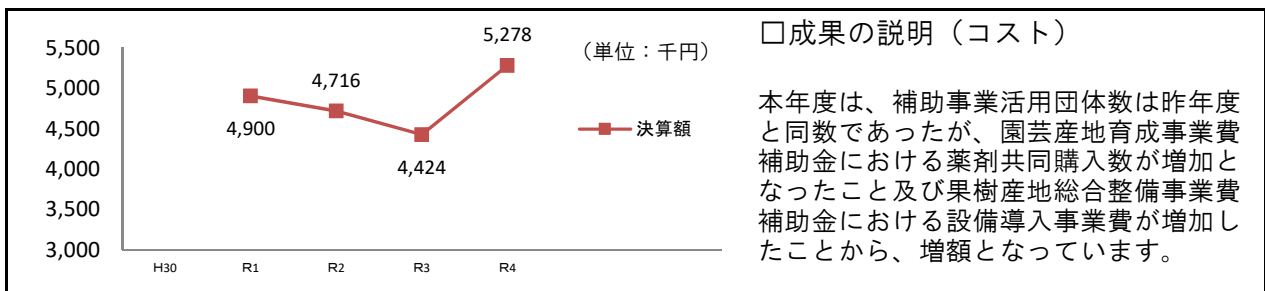 5,500
5,000
4,500
4,000
3,500
3,000
H30 R1 R2 R3 R4
4,900
4,716
4,424
5,278
（単位：千円）
決算額
□成果の説明（コスト）
本年度は、補助事業活用団体数は昨年度
と同数であったが、園芸産地育成事業費
補助金における薬剤共同購入数が増加と
なったこと及び果樹産地総合整備事業費
補助金における設備導入事業費が増加し
たことから、増額となっています。